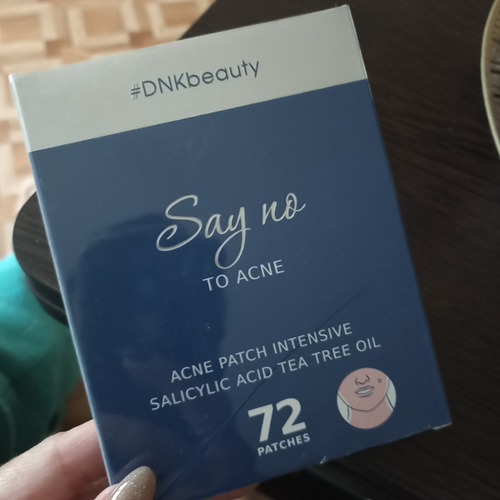 #DNKbeauty
Say no
TO ACNE
ACNE PATCH INTENSIVE
SALICYLIC ACID TEA TREE OIL
72
PATCHES